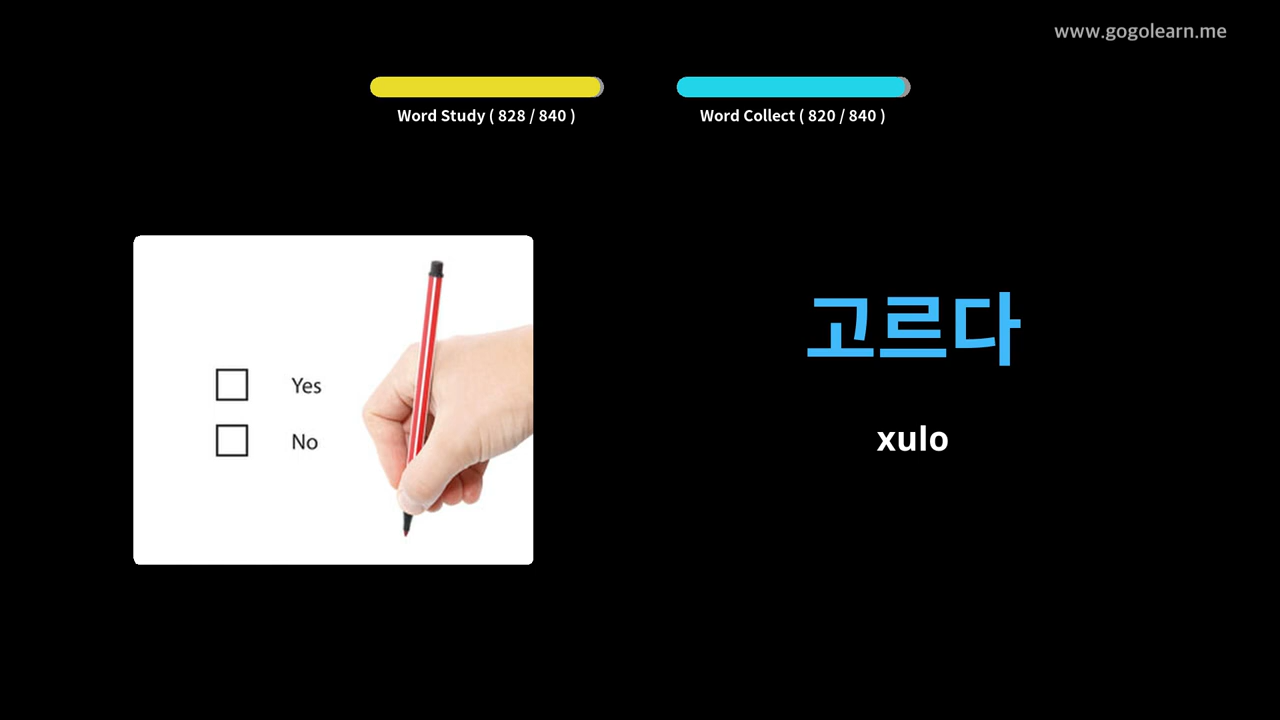 www.gogolearn.me
Word Study ( 828 / 840 )
Word Collect ( 820 / 840 )
Yes
No
고르다
xulo